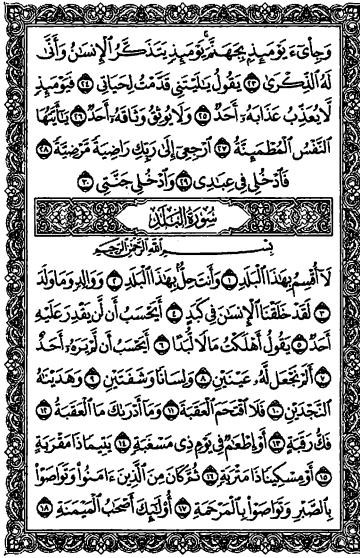 وَجِاْىٓءَ يَوْمَئِذِۭ بِجَهَنَّمَ ۚ يَوْمَئِذٍ يَتَذَكَّرُ ٱلْإِنسَٰنُ وَأَنَّىٰ
لَهُ ٱلذِّكْرَىٰ ٢٣ يَقُولُ يَٰلَيْتَنِى قَدَّمْتُ لِحَيَاتِى ٢٤ فَيَوْمَئِذٍ
لَّا يُعَذِّبُ عَذَابَهُۥٓ أَحَدٌ ٢٥ وَلَا يُوثِقُ وَثَاقَهُۥٓ أَحَدٌ ٢٦ يَٰٓأَيَّتُهَا
ٱلنَّفْسُ ٱلْمُطْمَئِنَّةُ ٢٧ ٱرْجِعِىٓ إِلَىٰ رَبِّكِ رَاضِيَةً مَّرْضِيَّةً ٢٨
فَٱدْخُلِى فِى عِبَٰدِى ٢٩ وَٱدْخُلِى جَنَّتِى ٣٠
سُورَةُ ٱلْبَلَدِ
بِسْمِ ٱللَّهِ ٱلرَّحْمَٰنِ ٱلرَّحِيمِ
لَآ أُقْسِمُ بِهَٰذَا ٱلْبَلَدِ ١ وَأَنتَ حِلٌّۢ بِهَٰذَا ٱلْبَلَدِ ٢ وَوَالِدٍ وَمَا وَلَدَ
٣ لَقَدْ خَلَقْنَا ٱلْإِنسَٰنَ فِى كَبَدٍ ٤ أَيَحْسَبُ أَن لَّن يَقْدِرَ عَلَيْهِ
أَحَدٌ ٥ يَقُولُ أَهْلَكْتُ مَالًا لُّبَدًا ٦ أَيَحْسَبُ أَن لَّمْ يَرَهُۥٓ أَحَدٌ
٧ أَلَمْ نَجْعَل لَّهُۥ عَيْنَيْنِ ٨ وَلِسَانًا وَشَفَتَيْنِ ٩ وَهَدَيْنَٰهُ
ٱلنَّجْدَيْنِ ١٠ فَلَا ٱقْتَحَمَ ٱلْعَقَبَةَ ١١ وَمَآ أَدْرَىٰكَ مَا ٱلْعَقَبَةُ ١٢
فَكُّ رَقَبَةٍ ١٣ أَوْ إِطْعَٰمٌ فِى يَوْمٍ ذِى مَسْغَبَةٍ ١٤ يَتِيمًا ذَا مَقْرَبَةٍ
١٥ أَوْ مِسْكِينًا ذَا مَتْرَبَةٍ ١٦ ثُمَّ كَانَ مِنَ ٱلَّذِينَ ءَامَنُوا۟ وَتَوَاصَوْا۟
بِٱلصَّبْرِ وَتَوَاصَوْا۟ بِٱلْمَرْحَمَةِ ١٧ أُو۟لَٰٓئِكَ أَصْحَٰبُ ٱلْمَيْمَنَةِ ١٨